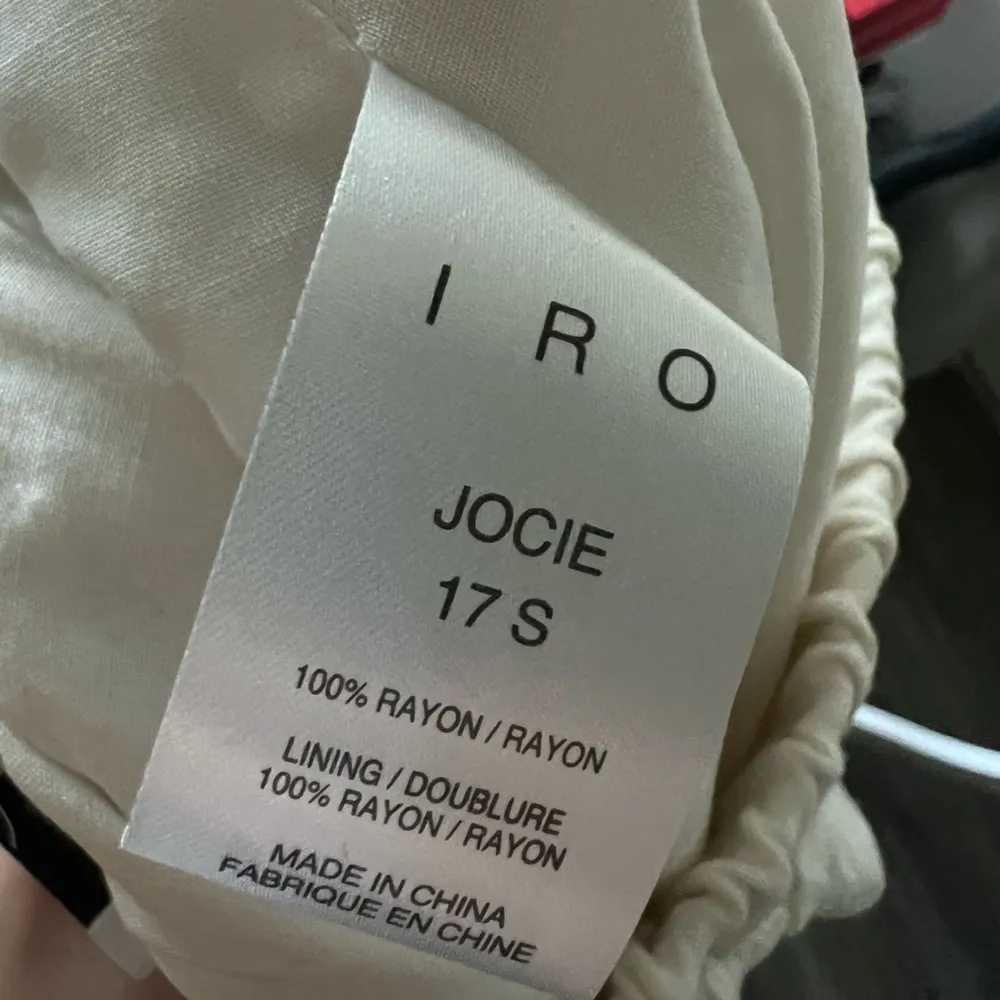 I R O
JOCIE
17 S
100% RAYON / RAYON
LINING / DOUBLURE
100% RAYON / RAYON
MADE IN CHINA
FABRIQUE EN CHINE